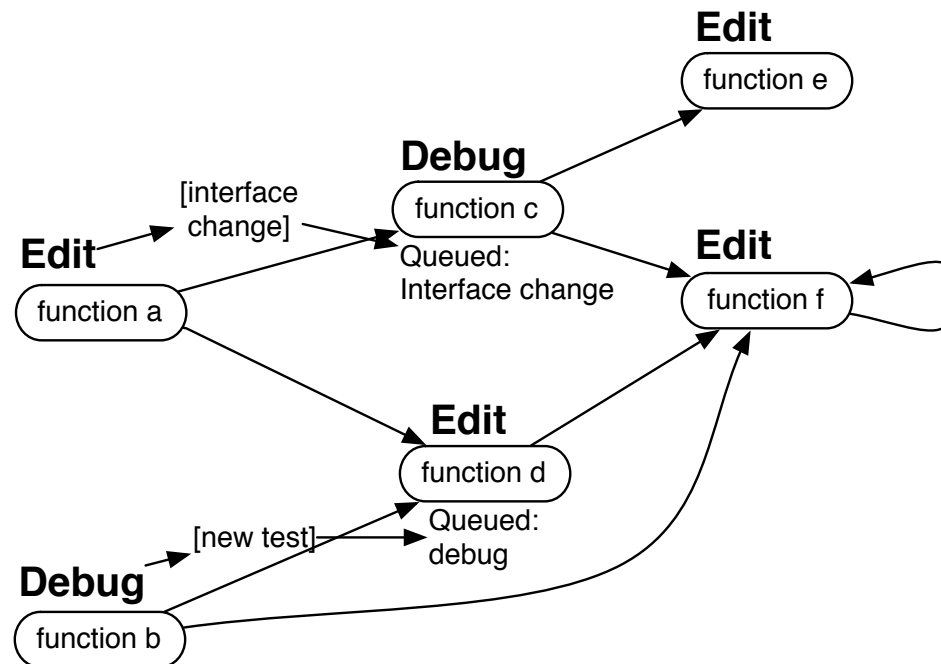 Edit
function e
Debug
function c
[interface
change]
Queued:
Interface change
Edit
function a
Edit
function f
Edit
function d
Queued:
debug
[new test]
Debug
function b